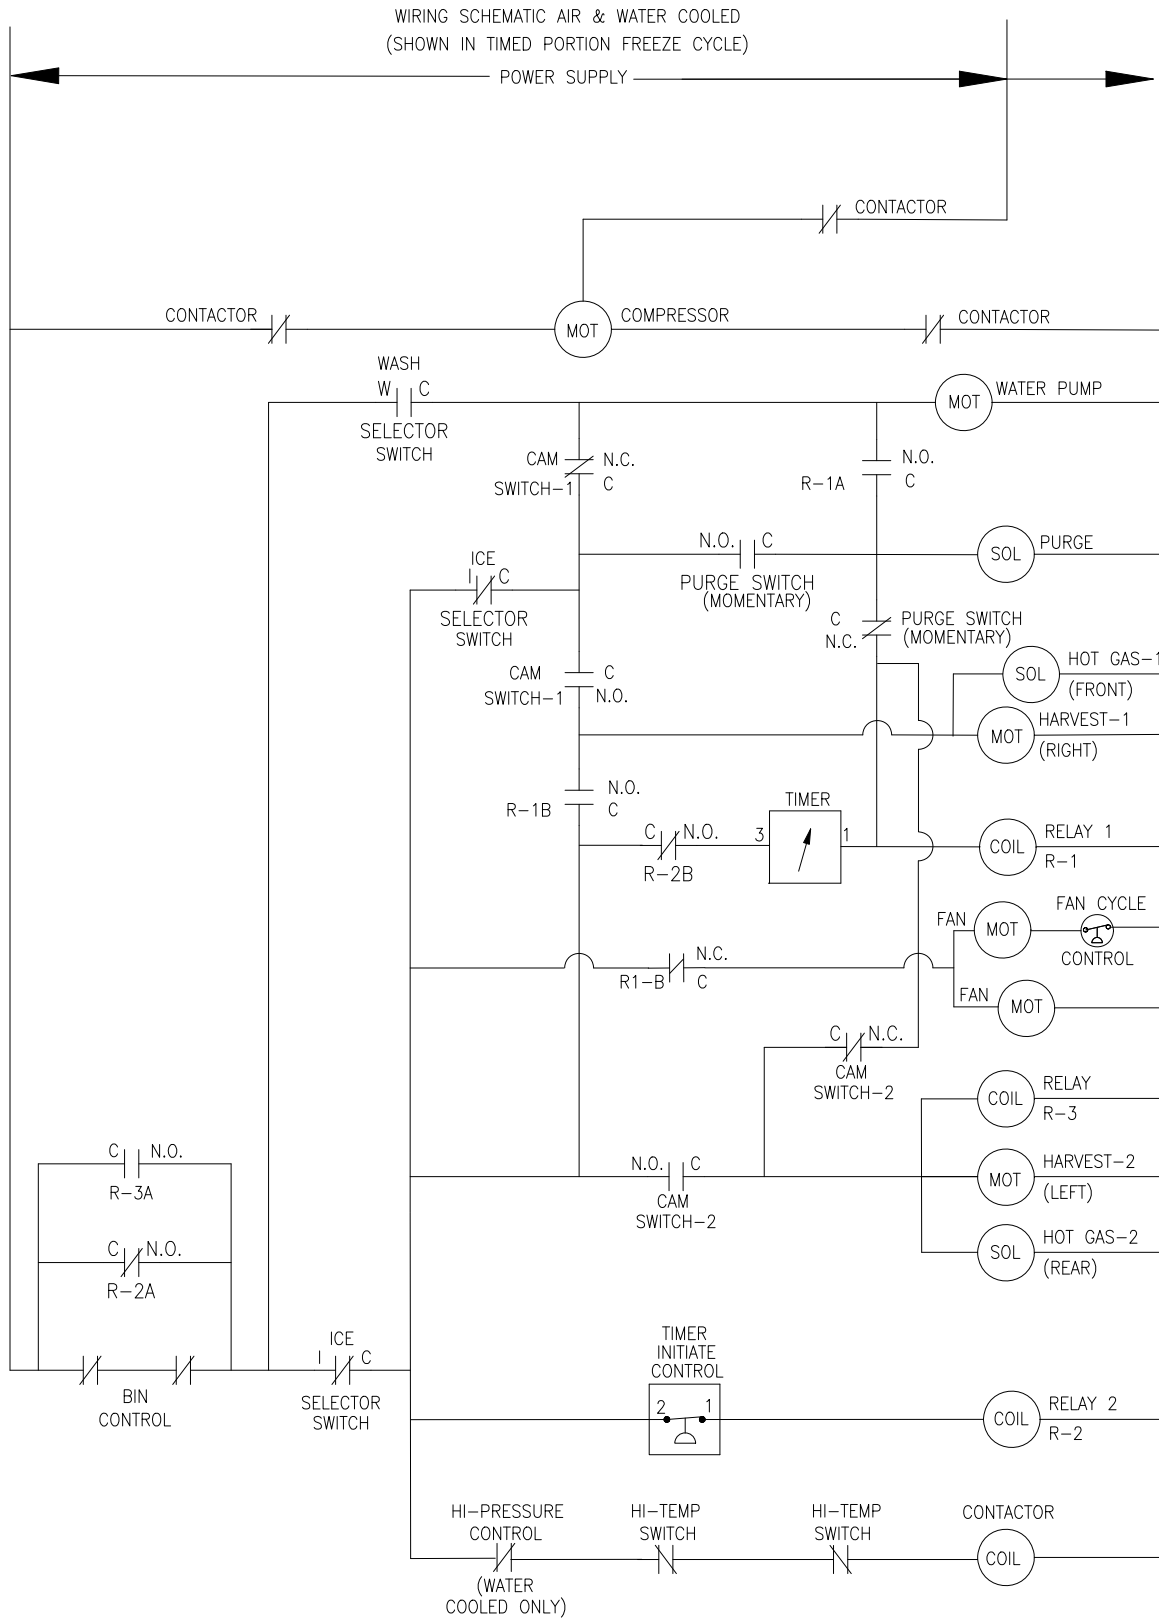 WIRING SCHEMATIC AIR & WATER COOLED
(SHOWN IN TIMED PORTION FREEZE CYCLE)
POWER SUPPLY
CONTACTOR
CONTACTOR
MOT
COMPRESSOR
CONTACTOR
WASH
W C
SELECTOR
SWITCH
MOT
WATER PUMP
CAM
SWITCH-1
N.C.
C
R-1A
N.O.
C
N.O. C
PURGE SWITCH
(MOMENTARY)
SOL
PURGE
ICE
I C
SELECTOR
SWITCH
C
N.C.
PURGE SWITCH
(MOMENTARY)
CAM
SWITCH-1
C
N.O.
SOL
HOT GAS-1
(FRONT)
MOT
HARVEST-1
(RIGHT)
R-1B
N.O.
C
C N.O.
R-2B
TIMER
3 1
COIL
RELAY 1
R-1
FAN
MOT
FAN CYCLE
CONTROL
R1-B
N.C.
C
FAN
MOT
C N.C.
CAM
SWITCH-2
COIL
RELAY
R-3
C N.O.
R-3A
N.O. C
CAM
SWITCH-2
MOT
HARVEST-2
(LEFT)
C N.O.
R-2A
SOL
HOT GAS-2
(REAR)
BIN
CONTROL
ICE
I C
SELECTOR
SWITCH
TIMER
INITIATE
CONTROL
2 1
COIL
RELAY 2
R-2
HI-PRESSURE
CONTROL
(WATER
COOLED ONLY)
HI-TEMP
SWITCH
HI-TEMP
SWITCH
CONTACTOR
COIL